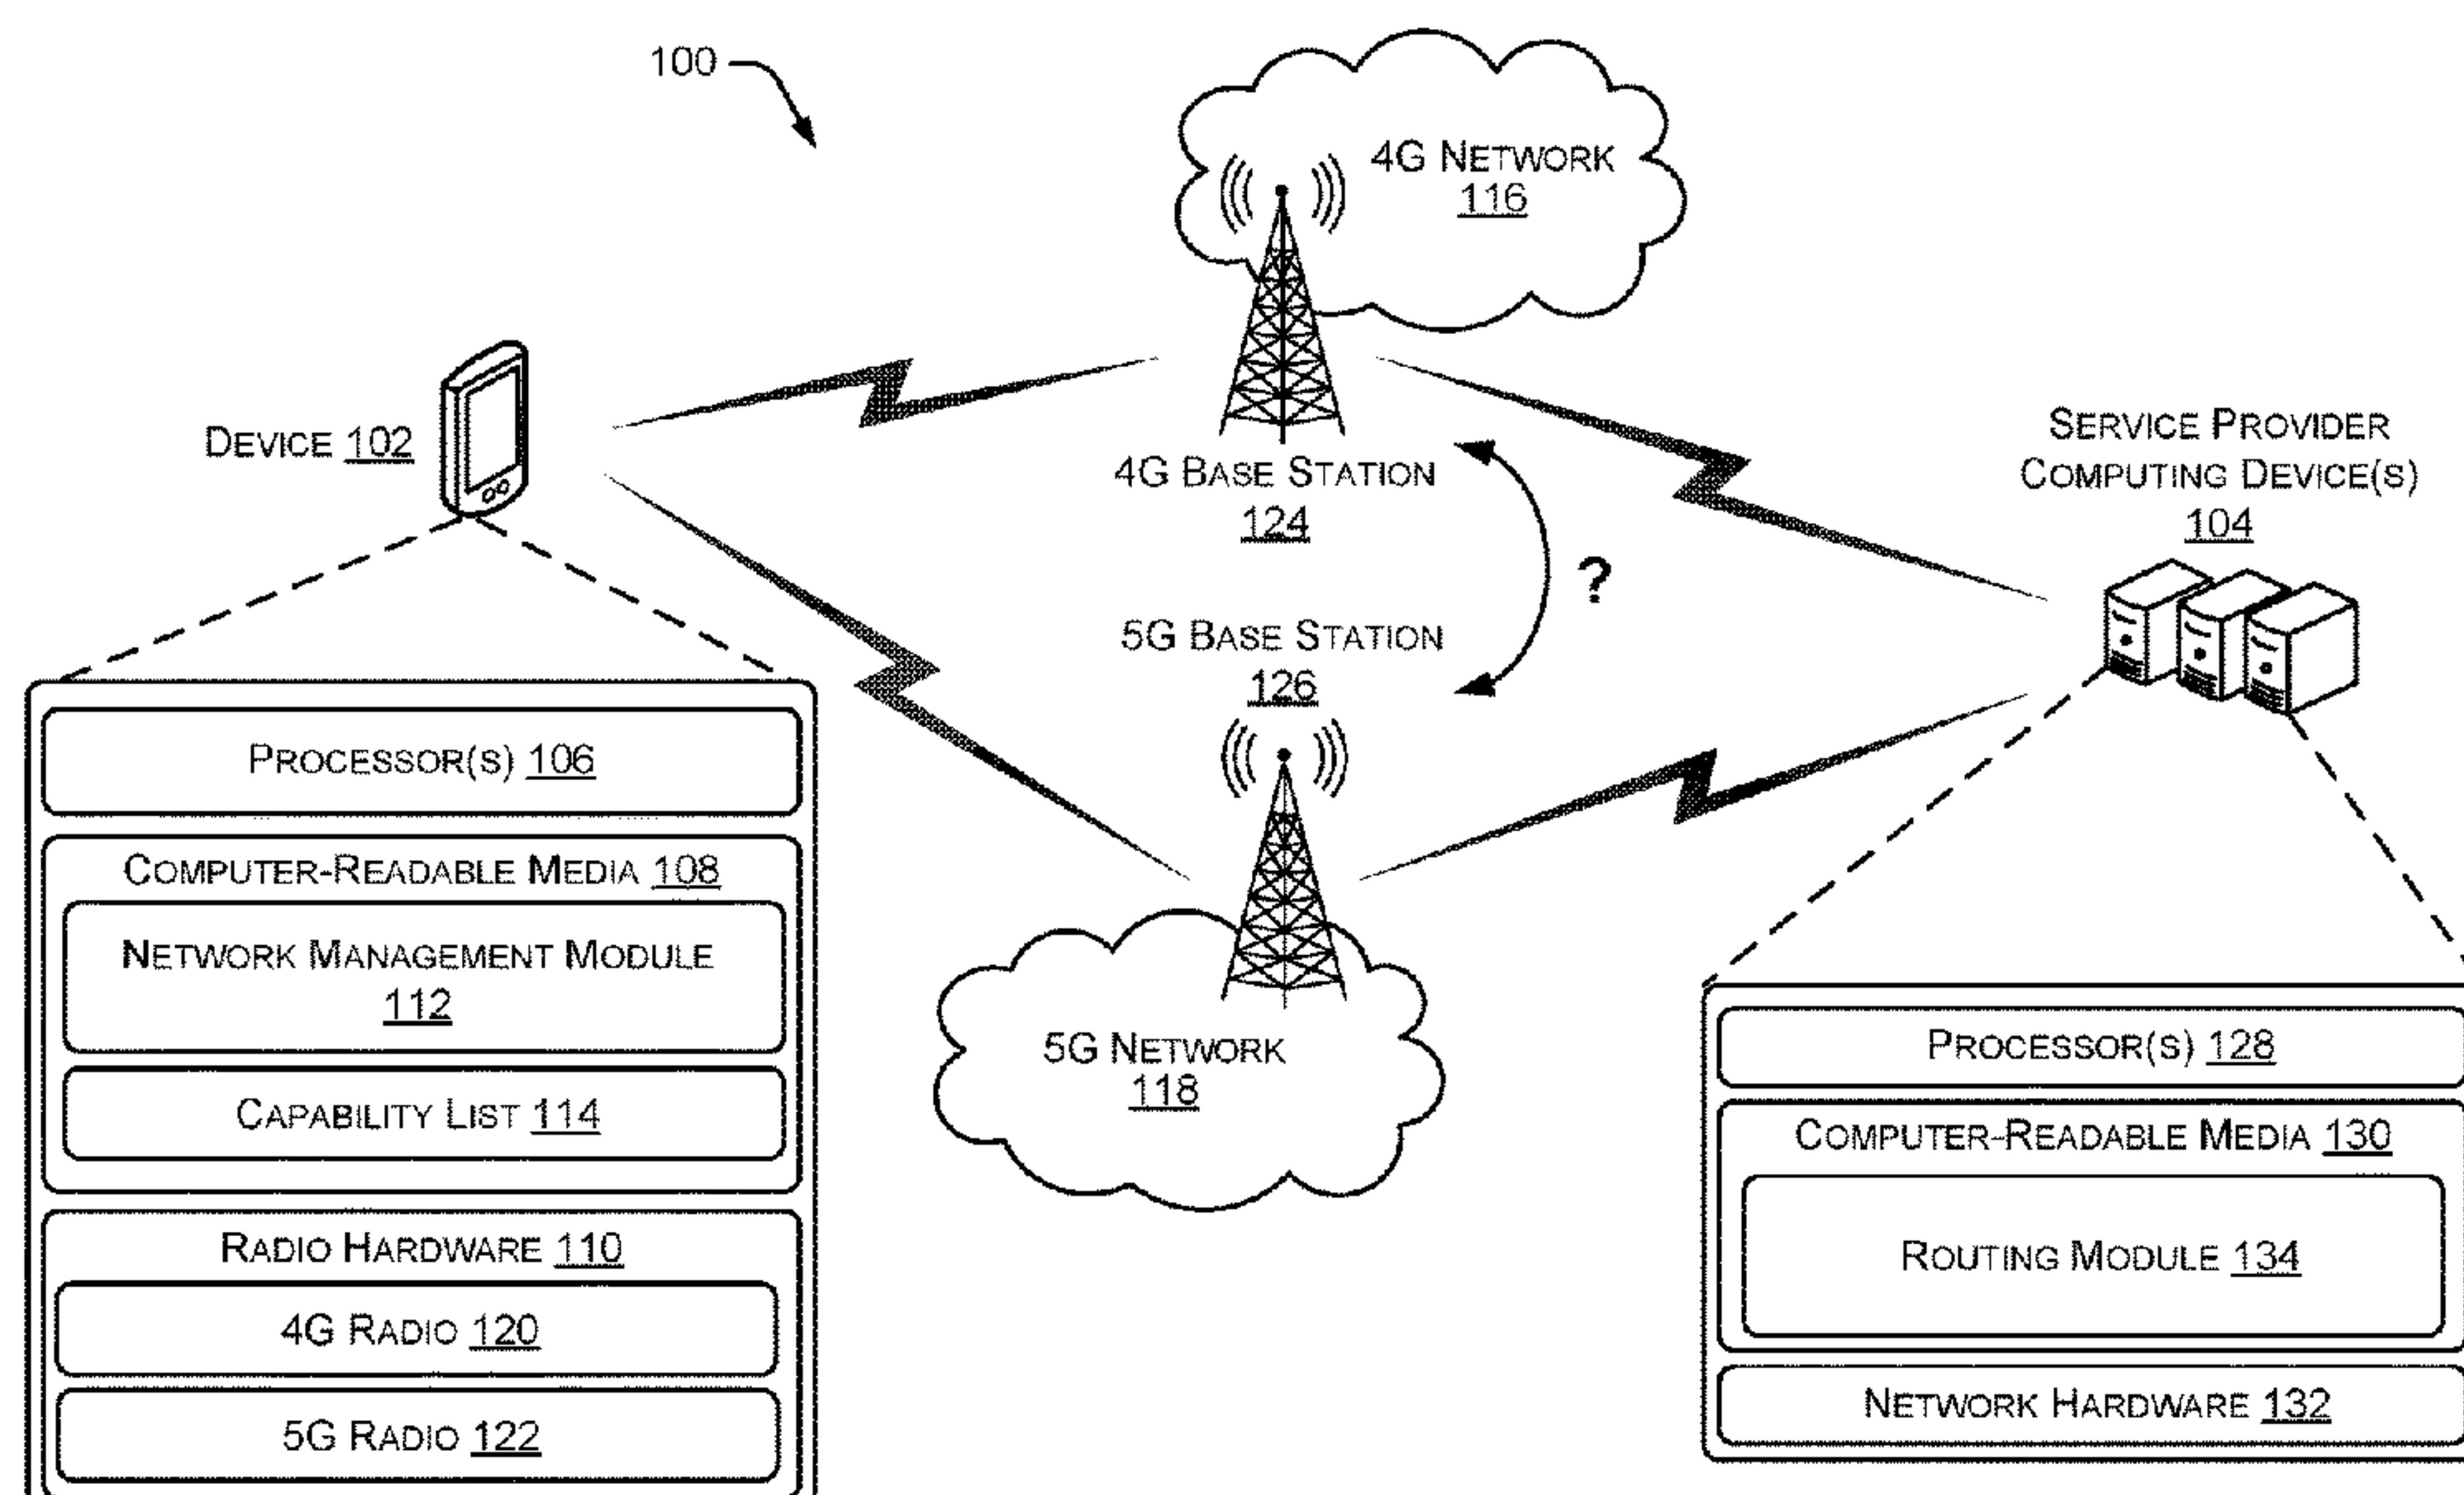 100
4G NETWORK
116
DEVICE 102
4G BASE STATION
124
SERVICE PROVIDER
COMPUTING DEVICE(S)
104
?
5G BASE STATION
126
PROCESSOR(S) 106
COMPUTER-READABLE MEDIA 108
NETWORK MANAGEMENT MODULE
112
CAPABILITY LIST 114
RADIO HARDWARE 110
4G RADIO 120
5G RADIO 122
5G NETWORK
118
PROCESSOR(S) 128
COMPUTER-READABLE MEDIA 130
ROUTING MODULE 134
NETWORK HARDWARE 132